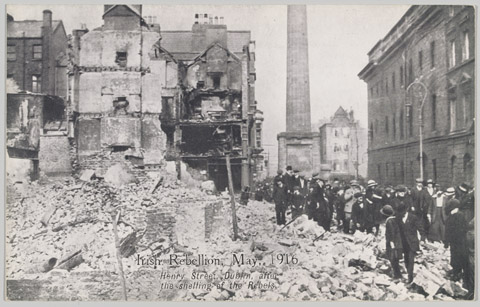 Irish Rebellion, May, 1916
Henry Street, Dublin, after
the shelling of the Rebels.